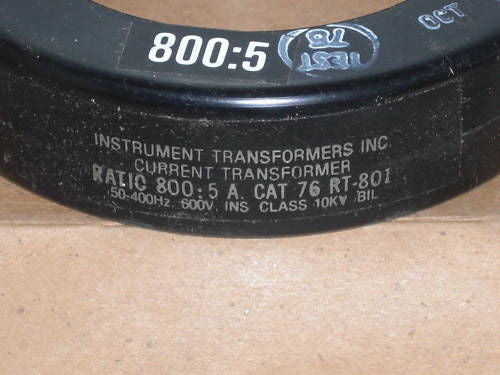 800:5
TEST
TB
OCT
INSTRUMENT TRANSFORMERS INC
CURRENT TRANSFORMER
RATIO 800:5 A. CAT 76 RT-801
50-400Hz. 600V. INS CLASS 10KV BIL